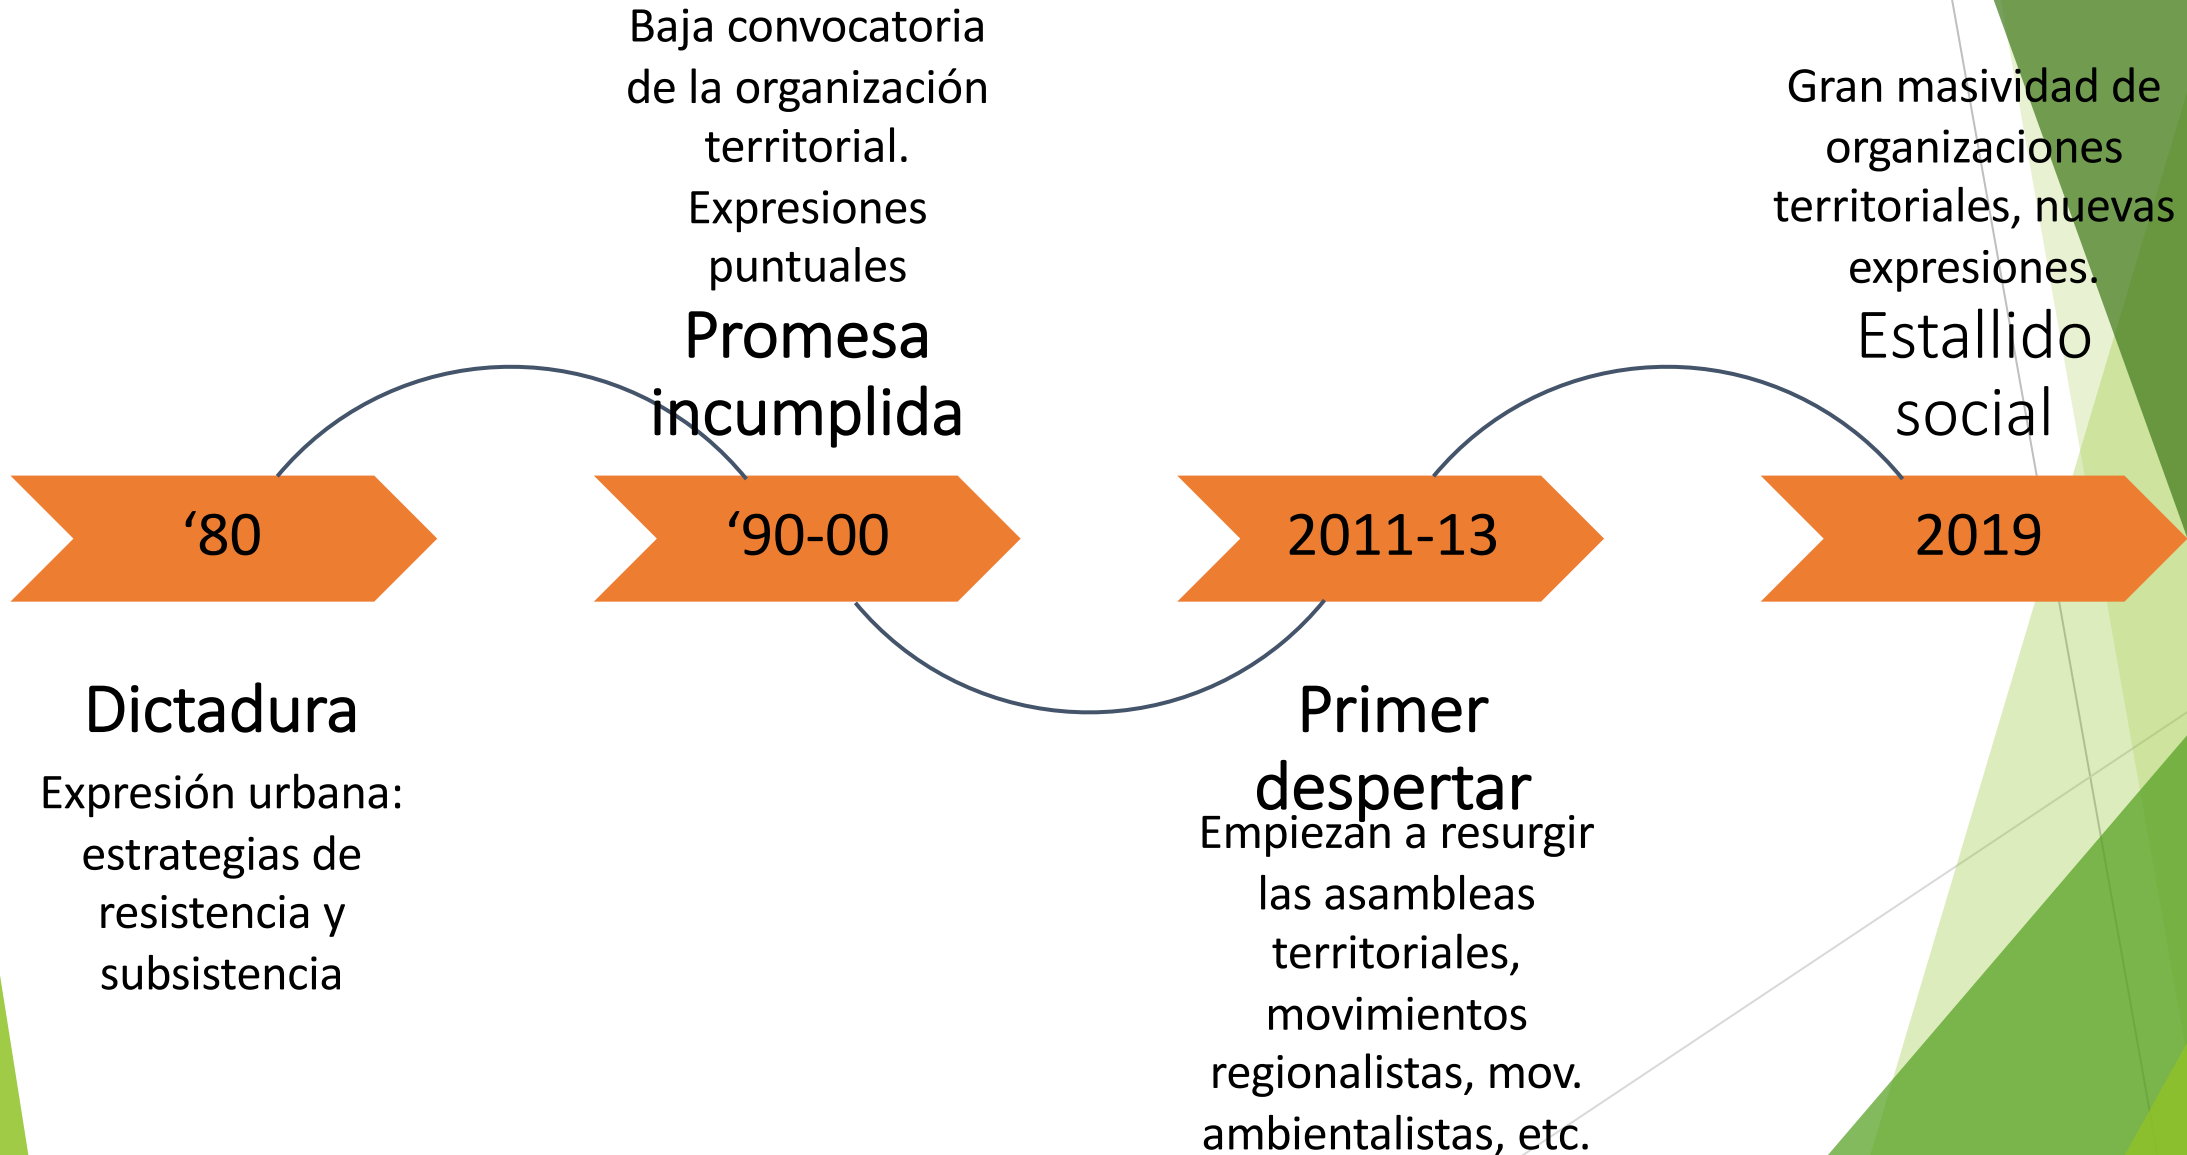 ‘80
Dictadura
Expresión urbana:
estrategias de
resistencia y
subsistencia
Baja convocatoria
de la organización
territorial.
Expresiones
puntuales
Promesa
incumplida
‘90-00
2011-13
Primer
despertar
Empiezan a resurgir
las asambleas
territoriales,
movimientos
regionalistas, mov.
ambientalistas, etc.
Gran masividad de
organizaciones
territoriales, nuevas
expresiones.
Estallido
social
2019